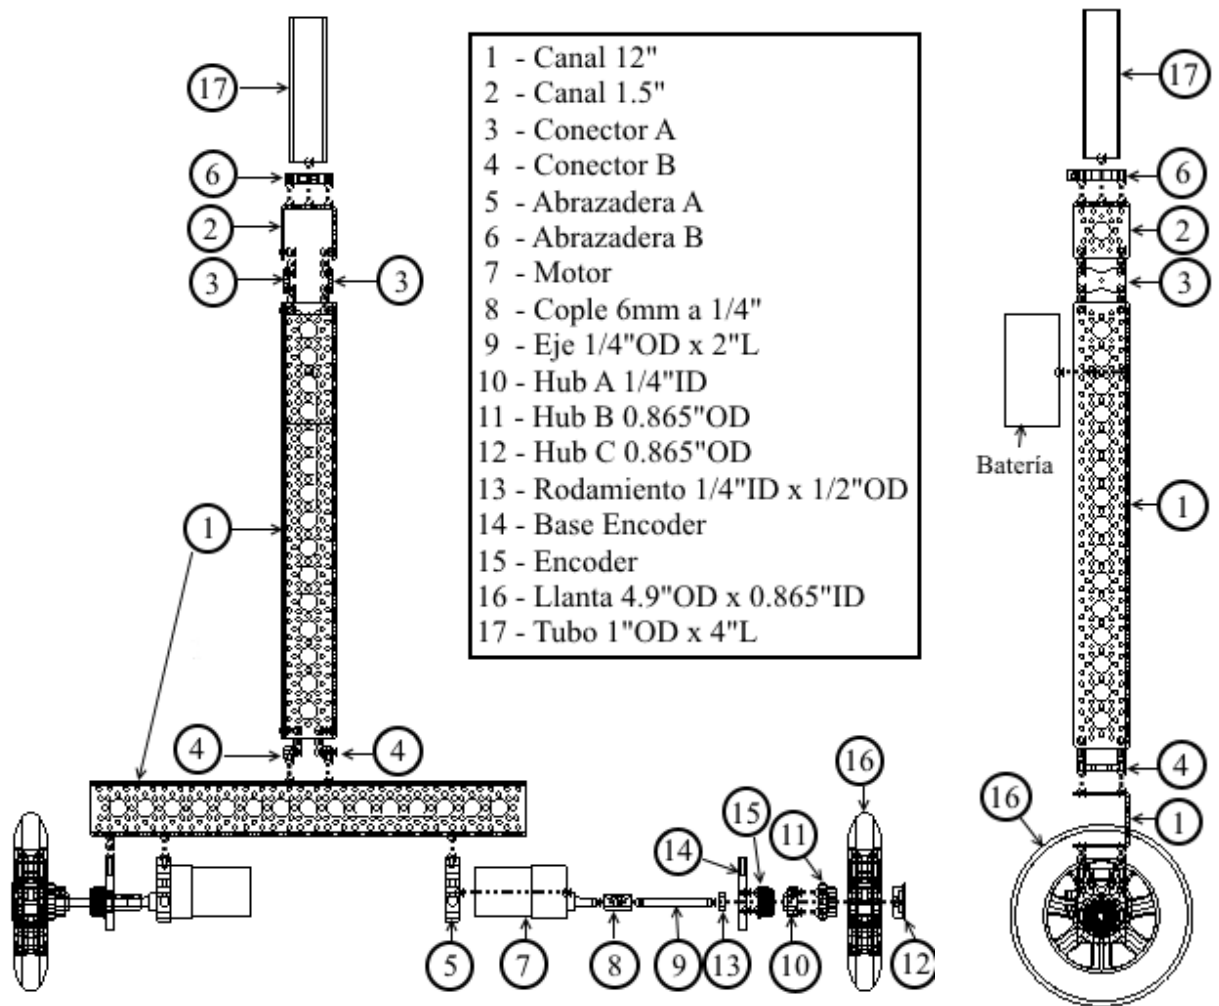 17
6
2
3
3
1
4
4
1 - Canal 12"
2 - Canal 1.5"
3 - Conector A
4 - Conector B
5 - Abrazadera A
6 - Abrazadera B
7 - Motor
8 - Cople 6mm a 1/4"
9 - Eje 1/4"OD x 2"L
10 - Hub A 1/4"ID
11 - Hub B 0.865"OD
12 - Hub C 0.865"OD
13 - Rodamiento 1/4"ID x 1/2"OD
14 - Base Encoder
15 - Encoder
16 - Llanta 4.9"OD x 0.865"ID
17 - Tubo 1"OD x 4"L
16
15
11
14
5
7
8
9
13
10
12
17
6
2
3
Batería
1
4
16
1